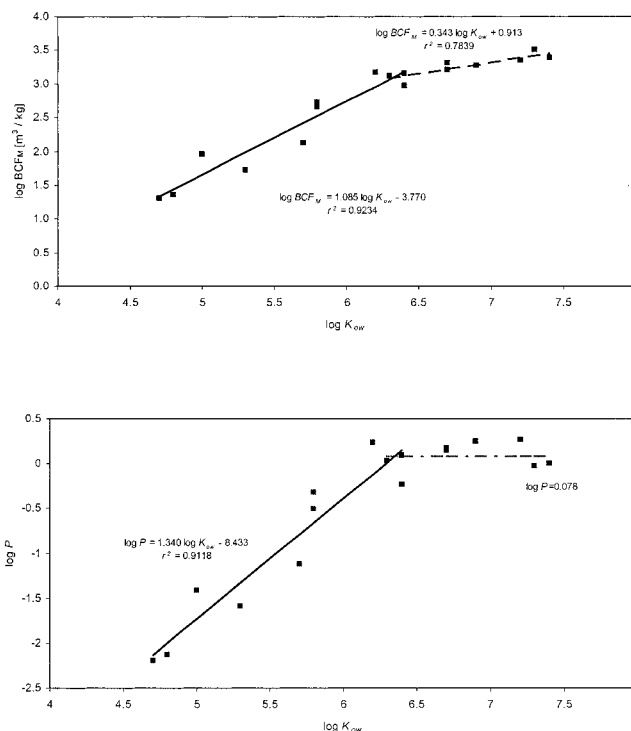 log BCF_M = 0.343 log K_ow + 0.913
r² = 0.7839
4.0
3.5
3.0
2.5
2.0
1.5
1.0
0.5
0.0
log BCF_M [m³ / kg]
log BCF_M = 1.085 log K_ow - 3.770
r² = 0.9234
4 4.5 5 5.5 6 6.5 7 7.5
log K_ow
0.5
0
-0.5
-1
-1.5
-2
-2.5
log P
log P=0.078
log P = 1.340 log K_ow - 8.433
r² = 0.9118
4 4.5 5 5.5 6 6.5 7 7.5
log K_ow